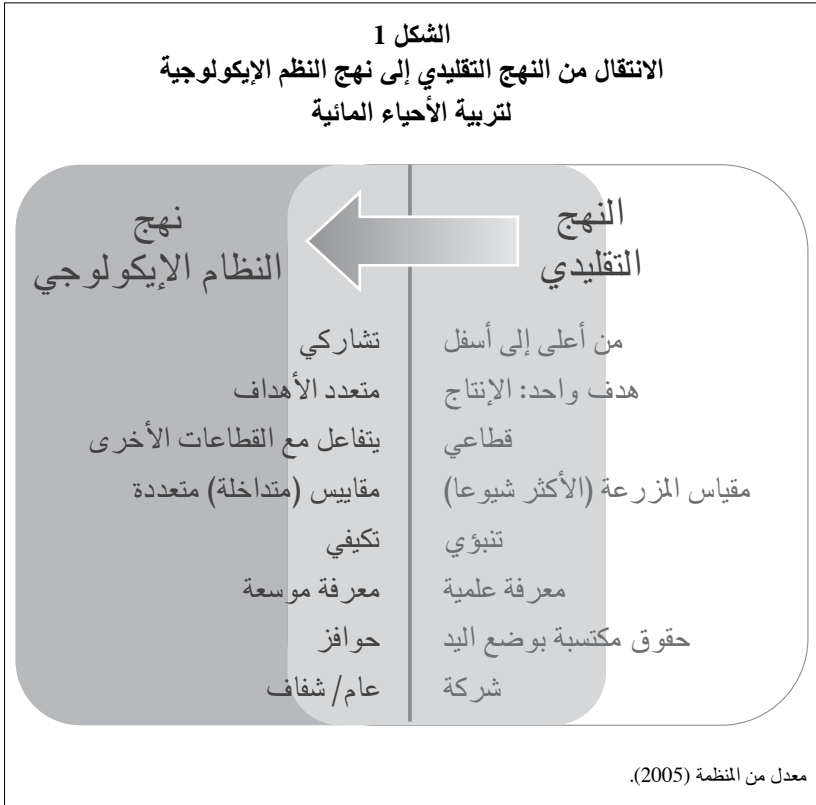 الشكل 1
الانتقال من النهج التقليدي إلى نهج النظم الإيكولوجية
لتربية الأحياء المائية
النهج
التقليدي
من أعلى إلى أسفل
هدف واحد: الإنتاج
قطاعي
مقياس المزرعة (الأكثر شيوعا)
تنبؤي
معرفة علمية
حقوق مكتسبة بوضع اليد
شركة
نهج
النظام الإيكولوجي
تشاركي
متعدد الأهداف
يتفاعل مع القطاعات الأخرى
مقاييس (متداخلة) متعددة
تكيفي
معرفة موسعة
حوافز
عام/ شفاف
معدل من المنظمة (2005).